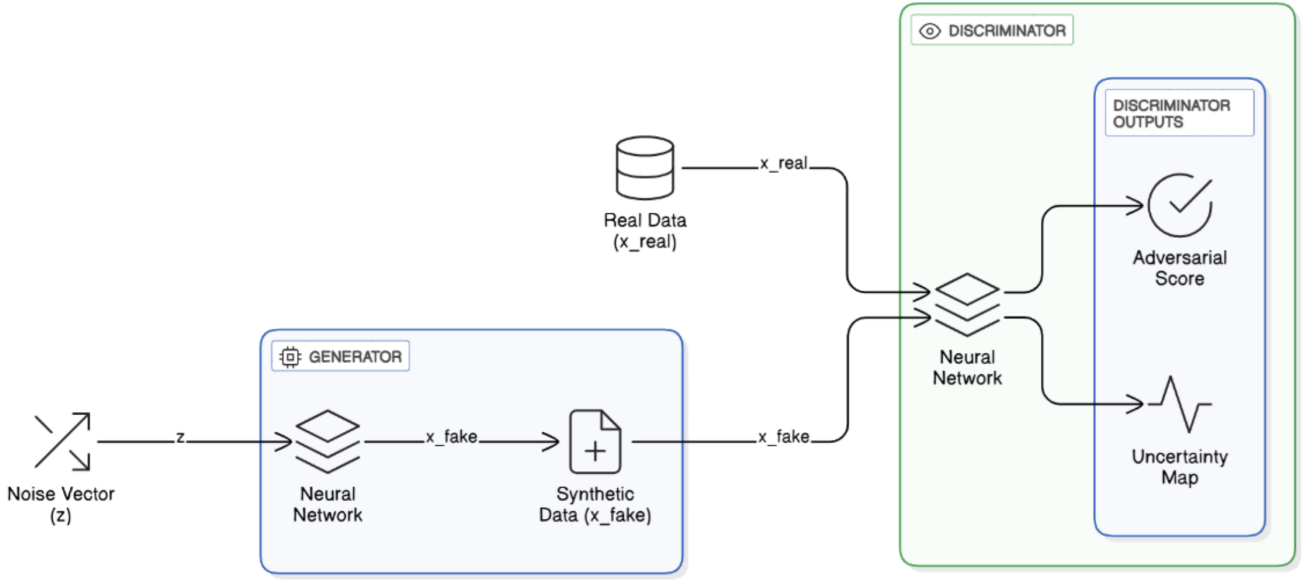 DISCRIMINATOR
DISCRIMINATOR
OUTPUTS
x_real
Real Data
(x_real)
Adversarial
Score
Neural
Network
GENERATOR
z
x_fake
x_fake
Noise Vector
(z)
Neural
Network
Synthetic
Data (x_fake)
Uncertainty
Map